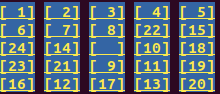 [ 1] [ 2] [ 3] [ 4] [ 5]
[ 6] [ 7] [ 8] [22] [15]
[24] [14] [  ] [10] [18]
[23] [21] [ 9] [11] [19]
[16] [12] [17] [13] [20]